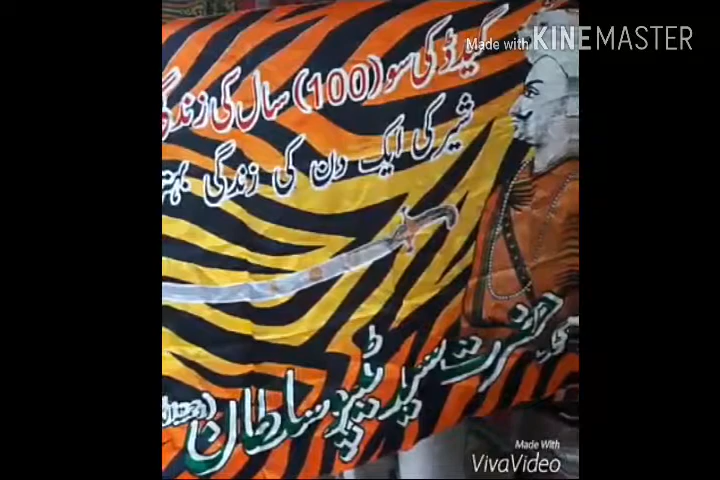 Made with KINEMASTER
گیدڑ کی سو (100) سال کی زندگی
شیر کی ایک دن کی زندگی بہتر
حضرت سید ٹیپو سلطان
Made With
VivaVideo